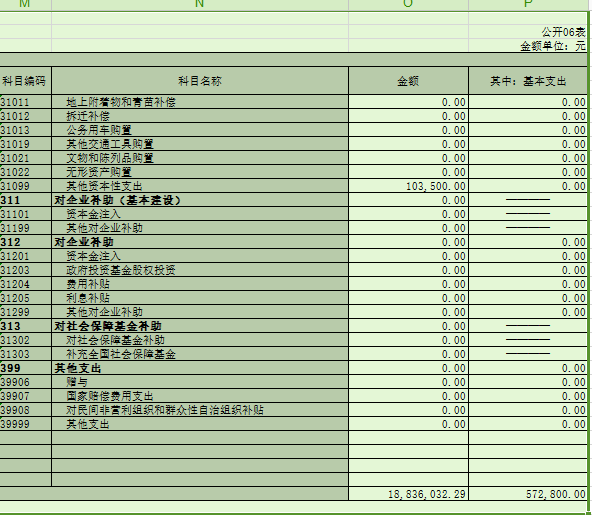 M N O P
公开06表
金额单位：元
科目编码 科目名称 金额 其中：基本支出
31011 地上附着物和青苗补偿 0.00 0.00
31012 拆迁补偿 0.00 0.00
31013 公务用车购置 0.00 0.00
31019 其他交通工具购置 0.00 0.00
31021 文物和陈列品购置 0.00 0.00
31022 无形资产购置 0.00 0.00
31099 其他资本性支出 103,500.00 0.00
311 对企业补助（基本建设） 0.00 ———
31101 资本金注入 0.00 ———
31199 其他对企业补助 0.00 ———
312 对企业补助 0.00 0.00
31201 资本金注入 0.00 0.00
31203 政府投资基金股权投资 0.00 0.00
31204 费用补贴 0.00 0.00
31205 利息补贴 0.00 0.00
31299 其他对企业补助 0.00 0.00
313 对社会保障基金补助 0.00 ———
31302 对社会保障基金补助 0.00 ———
31303 补充全国社会保障基金 0.00 ———
399 其他支出 0.00 0.00
39906 赠与 0.00 0.00
39907 国家赔偿费用支出 0.00 0.00
39908 对民间非营利组织和群众性自治组织补贴 0.00 0.00
39999 其他支出 0.00 0.00
18,836,032.29 572,800.00